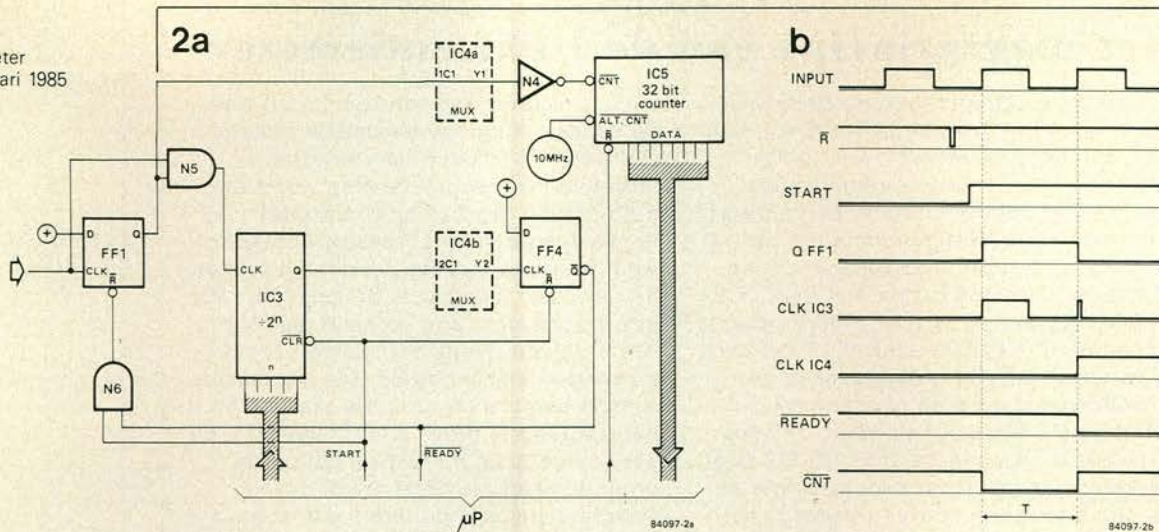 eter
ari 1985
2a
IC4a
1C1 Y1
MUX
N4
CNT
IC5
32 bit
counter
ALT. CNT
R DATA
10MHz
N5
D Q
FF1
CLK
R
CLK Q
IC3
÷2ⁿ
CLR
n
IC4b
2C1 Y2
MUX
D
FF4
CLK Q
R
N6
START
READY
µP
84097-2a
b
INPUT
R
START
Q FF1
CLK IC3
CLK IC4
READY
CNT
T
84097-2b